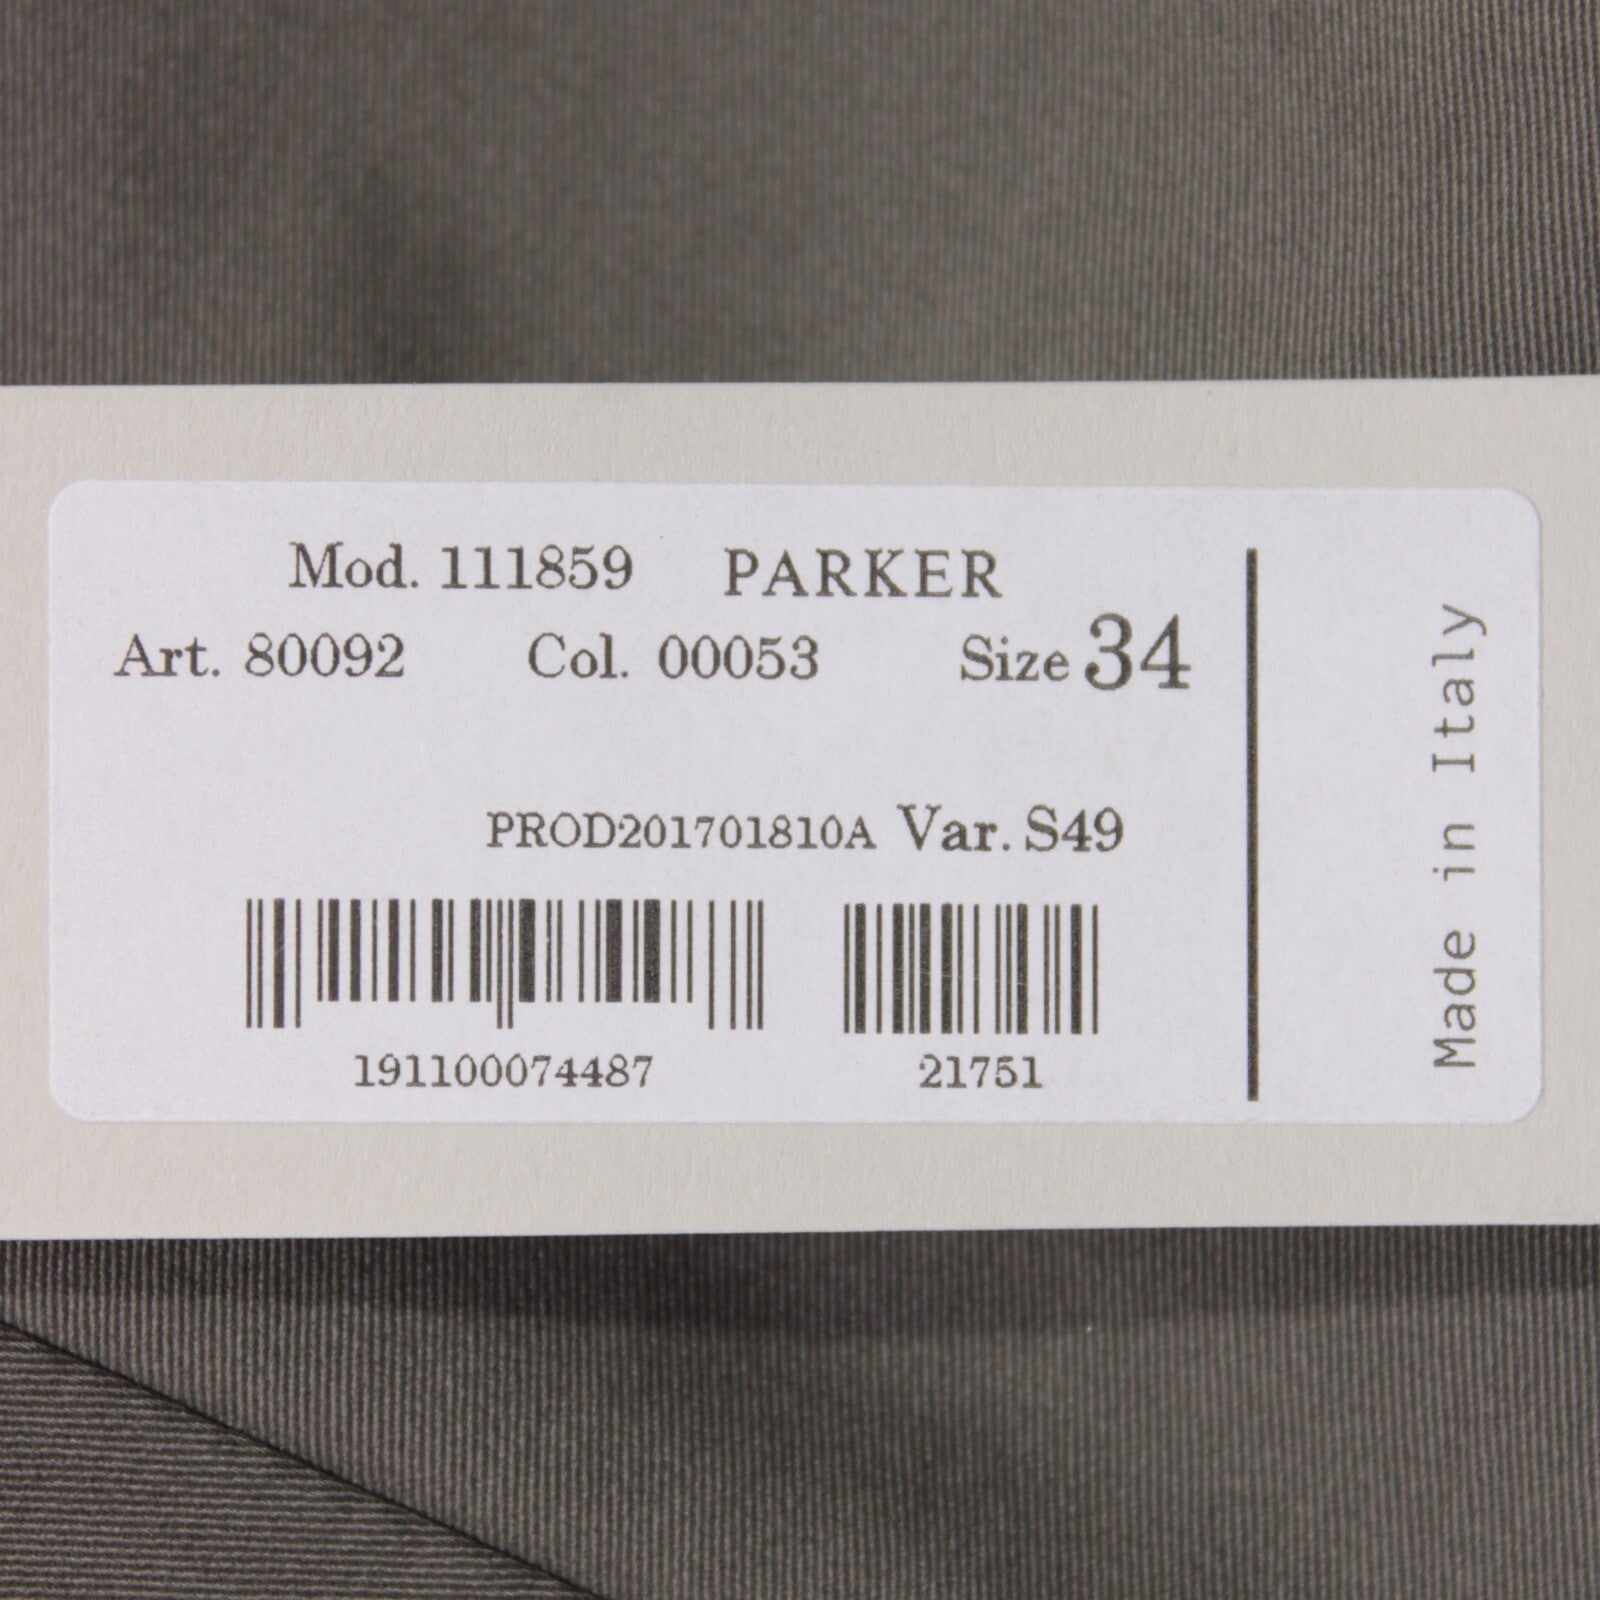 Mod. 111859 PARKER
Art. 80092 Col. 00053 Size 34
PROD201701810A Var. S49
191100074487 21751
Made in Italy